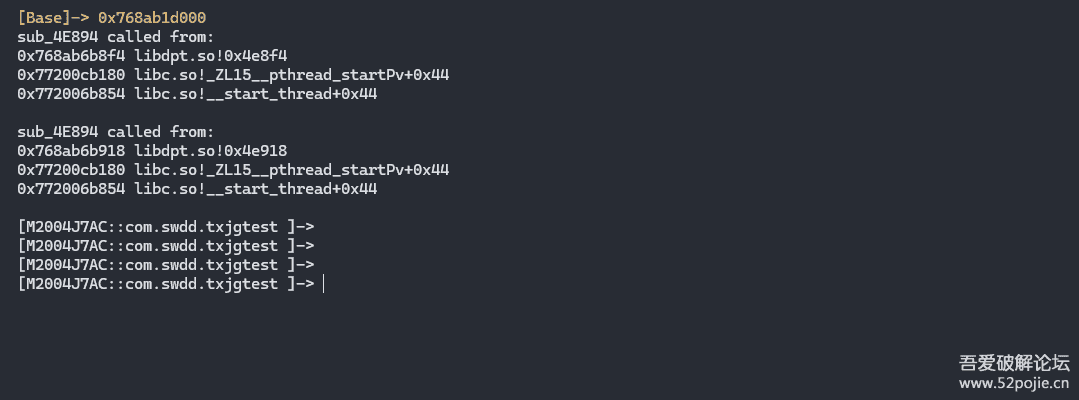 [Base]-> 0x768ab1d000
sub_4E894 called from:
0x768ab6b8f4 libdpt.so!0x4e8f4
0x77200cb180 libc.so!_ZL15__pthread_startPv+0x44
0x772006b854 libc.so!__start_thread+0x44
sub_4E894 called from:
0x768ab6b918 libdpt.so!0x4e918
0x77200cb180 libc.so!_ZL15__pthread_startPv+0x44
0x772006b854 libc.so!__start_thread+0x44
[M2004J7AC::com.swdd.txjgtest ]->
[M2004J7AC::com.swdd.txjgtest ]->
[M2004J7AC::com.swdd.txjgtest ]->
[M2004J7AC::com.swdd.txjgtest ]->
吾爱破解论坛
www.52pojie.cn